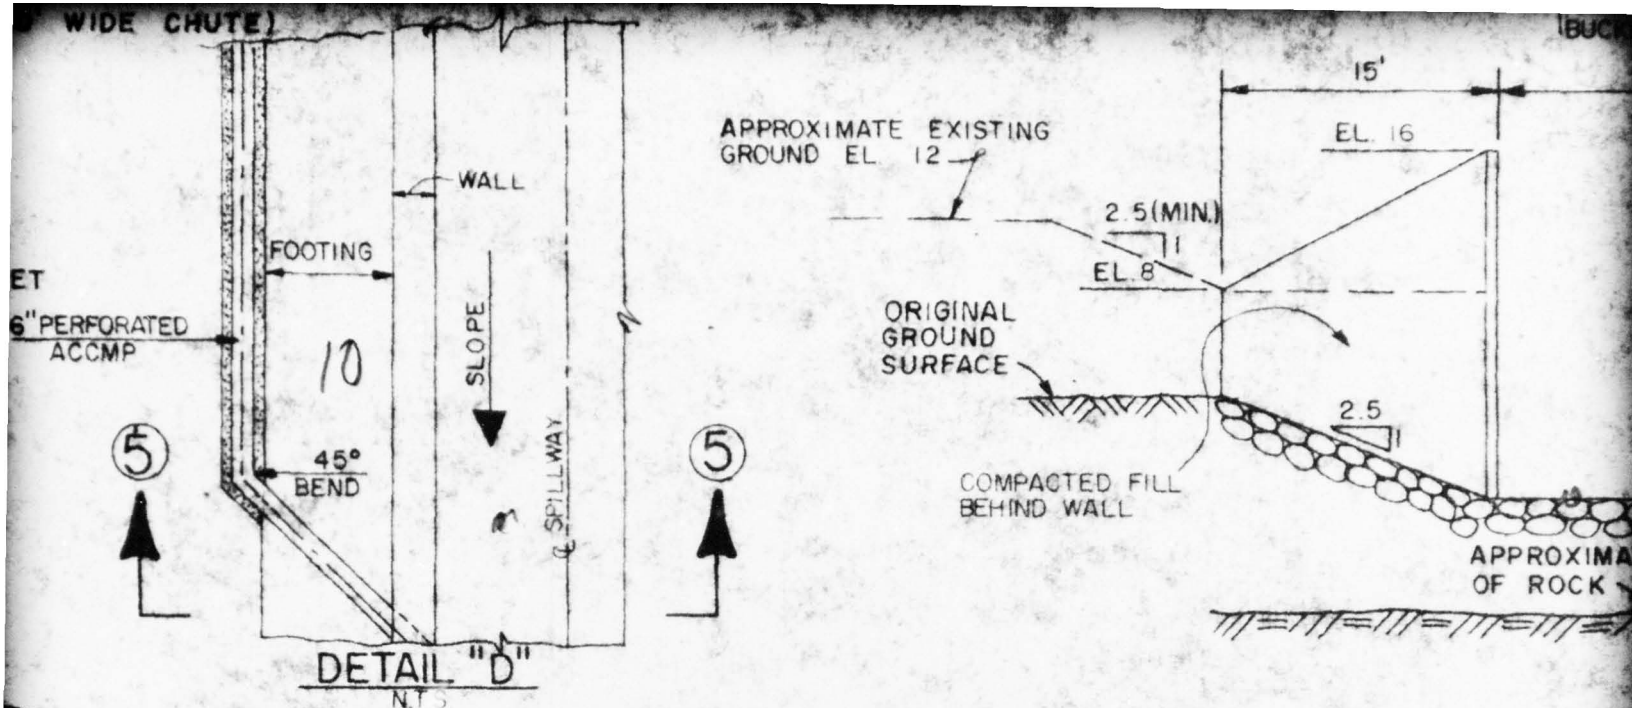 WIDE CHUTE)
WALL
FOOTING
ET
6" PERFORATED
ACCMP
10
SLOPE
45°
BEND
℄ SPILLWAY
5
5
DETAIL "D"
N.T.S
15'
APPROXIMATE EXISTING
GROUND EL. 12
EL. 16
2.5 (MIN.)
1
EL. 8
ORIGINAL
GROUND
SURFACE
2.5
1
COMPACTED FILL
BEHIND WALL
APPROXIMA
OF ROCK